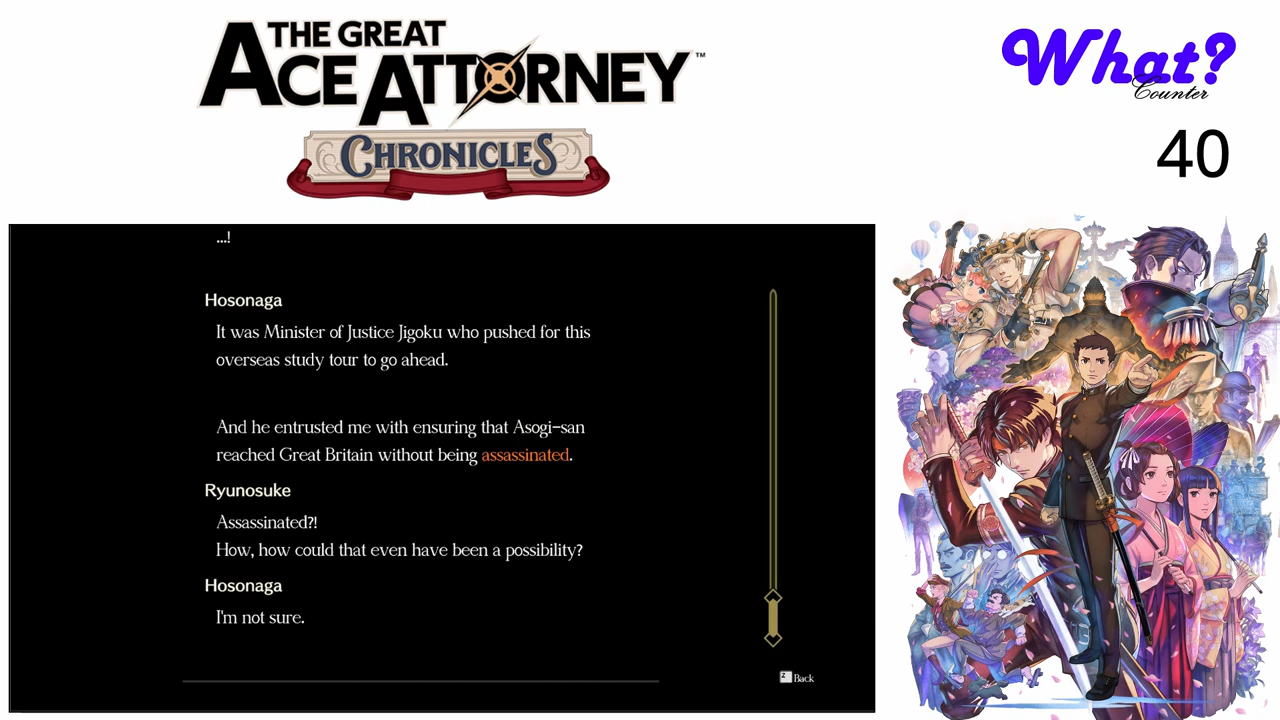 THE GREAT
ACE ATTORNEY™
CHRONICLES
What?
Counter
40
...!
Hosonaga
It was Minister of Justice Jigoku who pushed for this
overseas study tour to go ahead.
And he entrusted me with ensuring that Asogi-san
reached Great Britain without being assassinated.
Ryunosuke
Assassinated?!
How, how could that even have been a possibility?
Hosonaga
I'm not sure.
Z Back